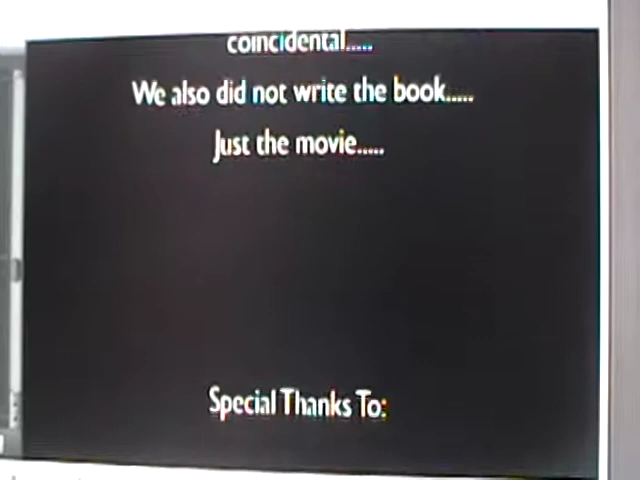 coincidental.....
We also did not write the book.....
Just the movie.....
Special Thanks To: